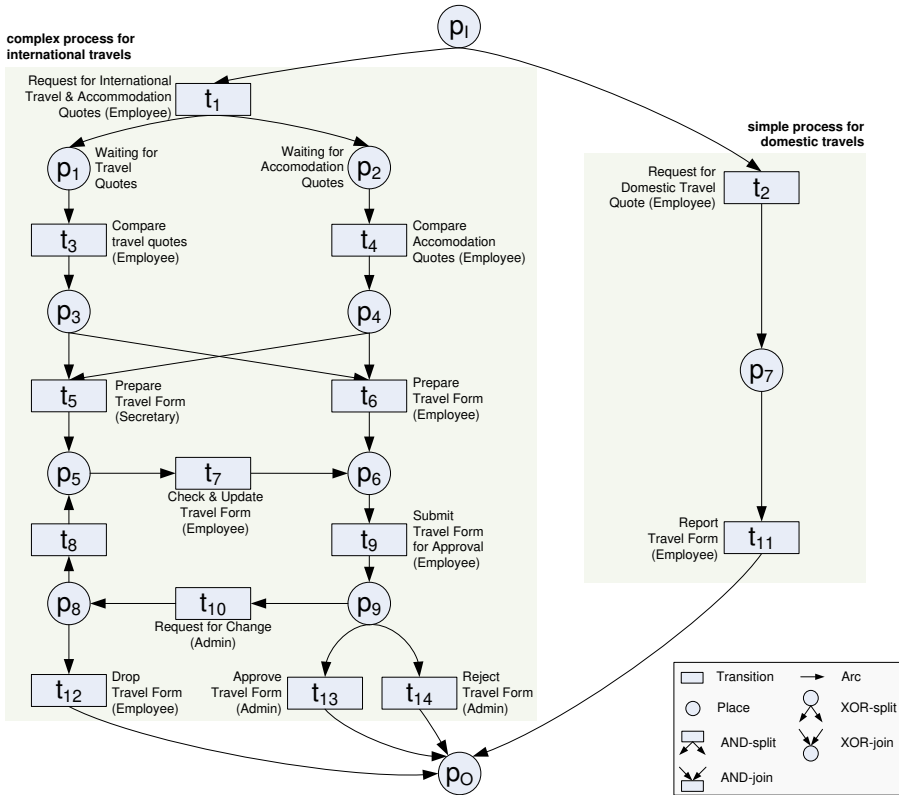 complex process for
international travels
pI
Request for International
Travel & Accommodation
Quotes (Employee)
t1
simple process for
domestic travels
p1
Waiting for
Travel
Quotes
Waiting for
Accomodation
Quotes
p2
Request for
Domestic Travel
Quote (Employee)
t2
t3
Compare
travel quotes
(Employee)
t4
Compare
Accomodation
Quotes (Employee)
p3
p4
p7
t5
Prepare
Travel Form
(Secretary)
t6
Prepare
Travel Form
(Employee)
p5
t7
Check & Update
Travel Form
(Employee)
p6
t8
t9
Submit
Travel Form
for Approval
(Employee)
Report
Travel Form
(Employee)
t11
p8
t10
Request for Change
(Admin)
p9
t12
Drop
Travel Form
(Employee)
Approve
Travel Form
(Admin)
t13
t14
Reject
Travel Form
(Admin)
pO
Transition
Arc
Place
XOR-split
AND-split
XOR-join
AND-join